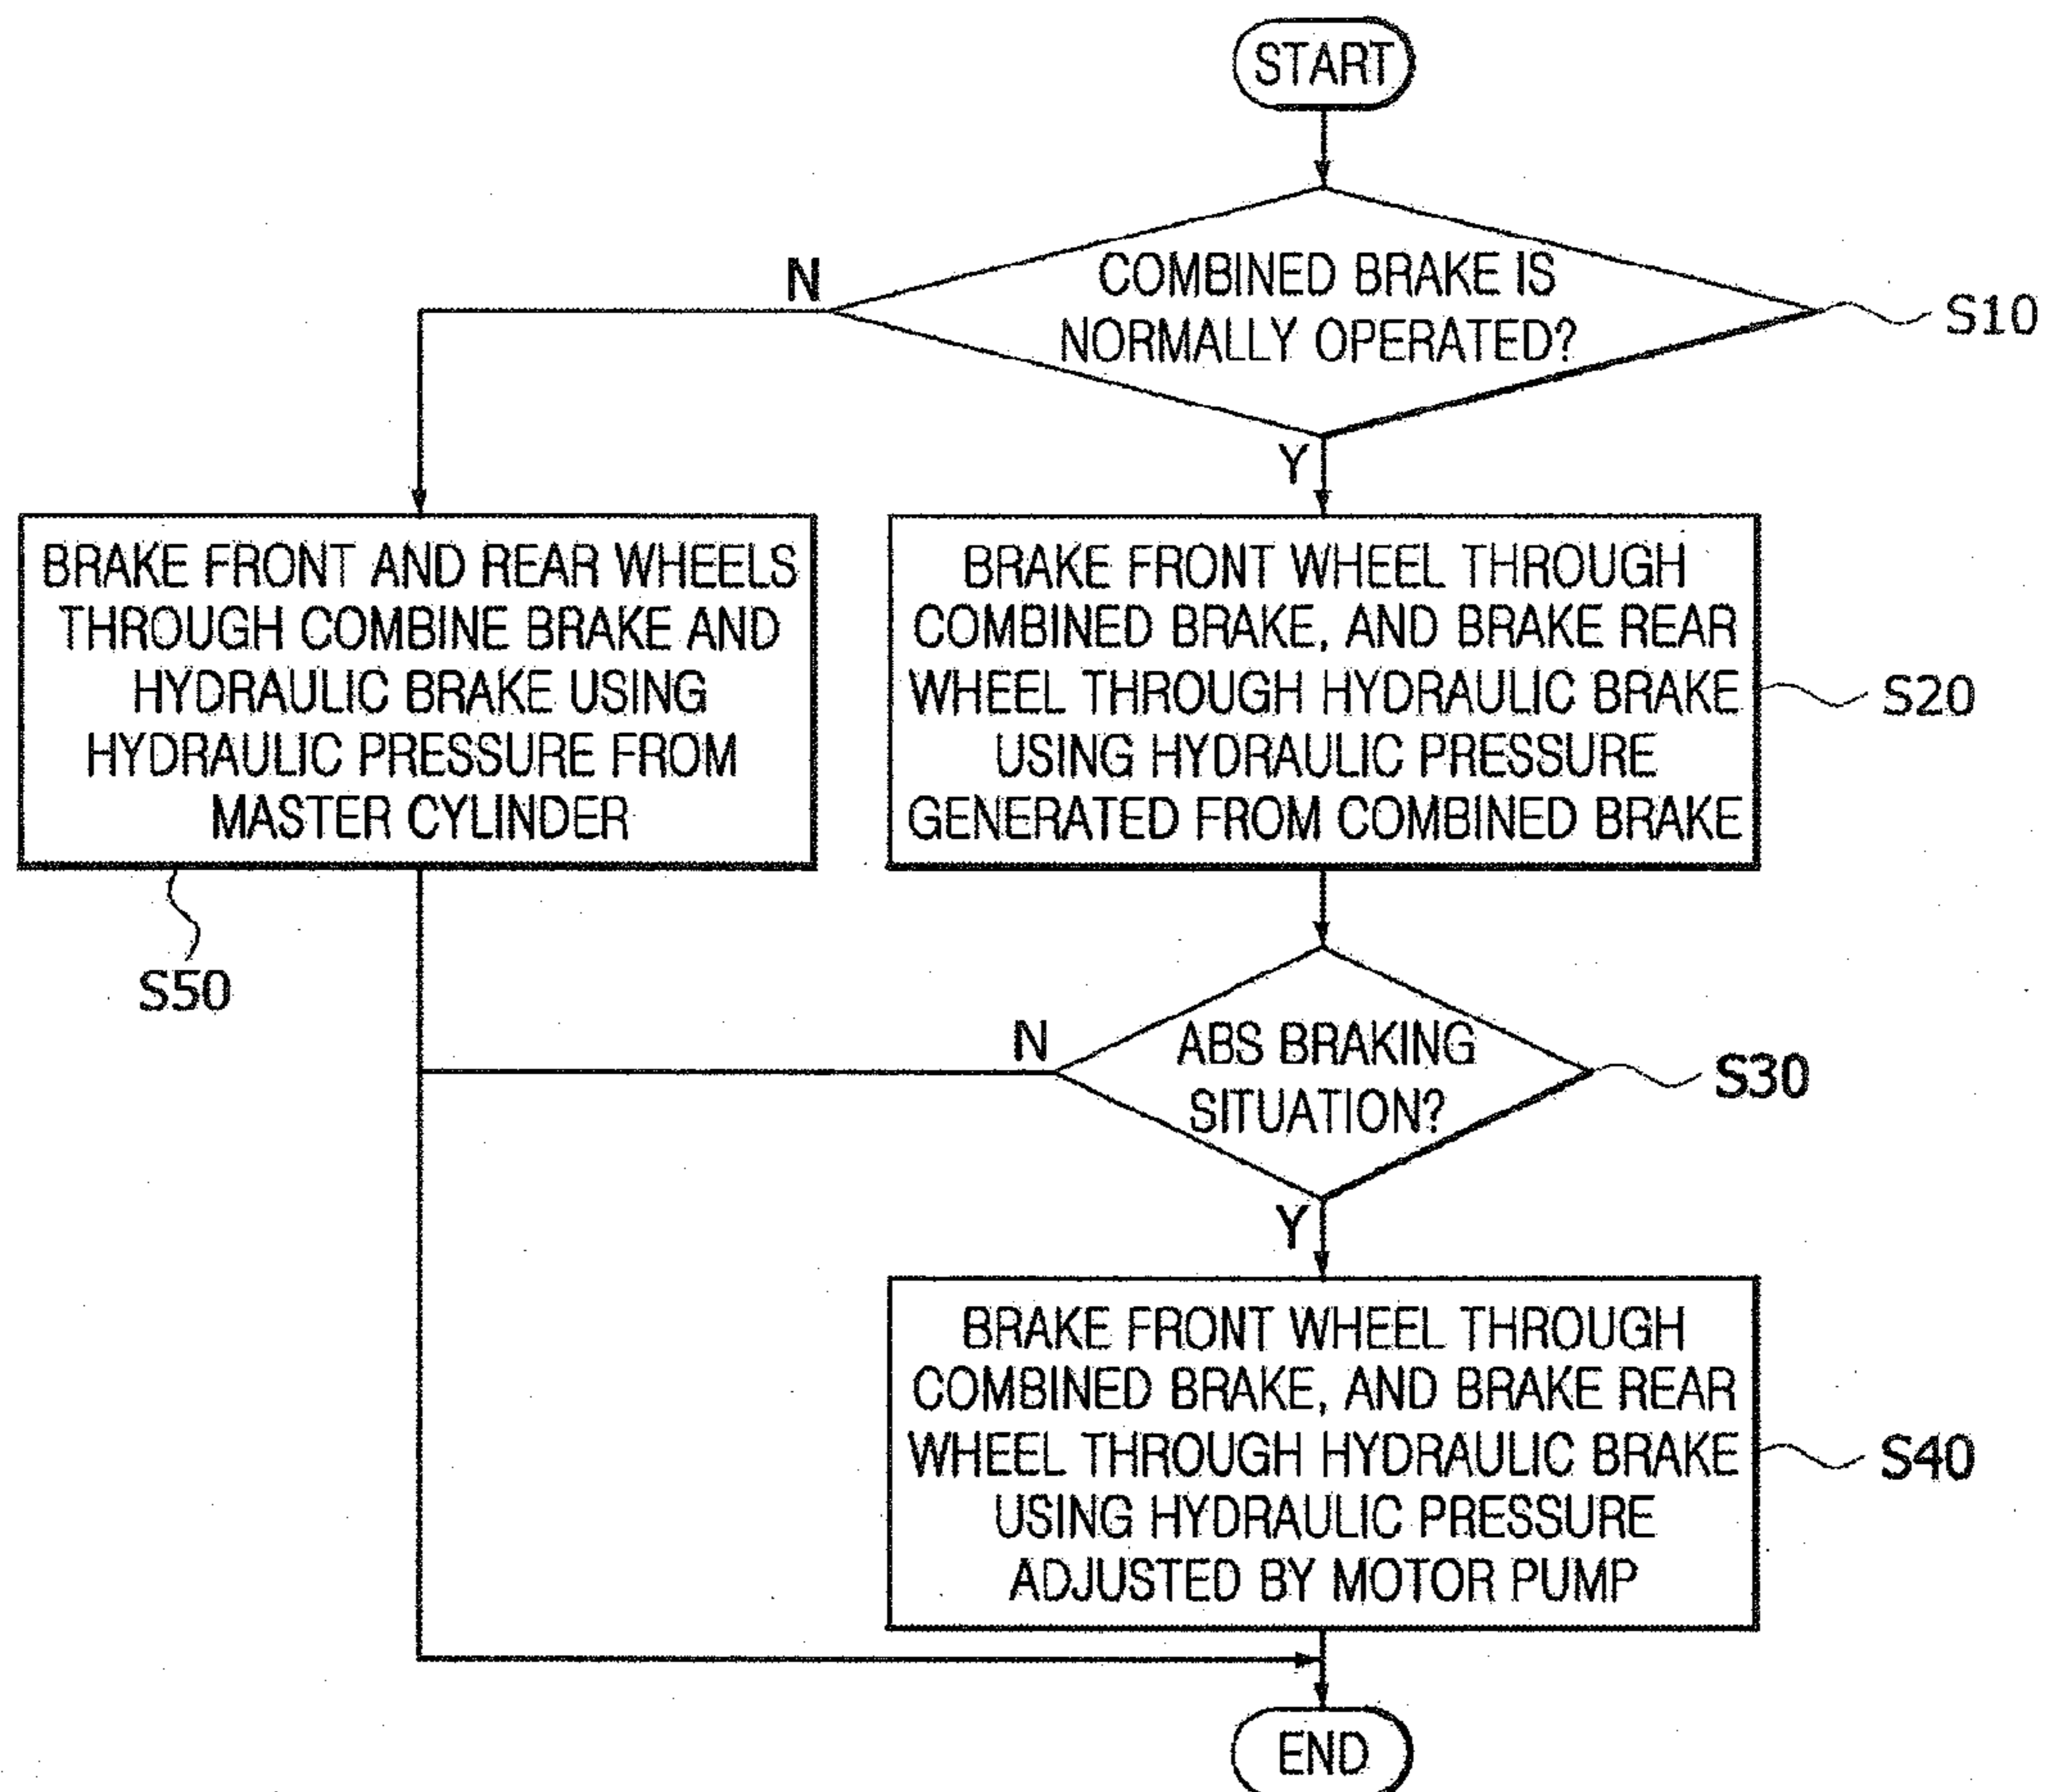 START
COMBINED BRAKE IS
NORMALLY OPERATED?
S10
N
Y
BRAKE FRONT AND REAR WHEELS
THROUGH COMBINE BRAKE AND
HYDRAULIC BRAKE USING
HYDRAULIC PRESSURE FROM
MASTER CYLINDER
S50
BRAKE FRONT WHEEL THROUGH
COMBINED BRAKE, AND BRAKE REAR
WHEEL THROUGH HYDRAULIC BRAKE
USING HYDRAULIC PRESSURE
GENERATED FROM COMBINED BRAKE
S20
ABS BRAKING
SITUATION?
S30
N
Y
BRAKE FRONT WHEEL THROUGH
COMBINED BRAKE, AND BRAKE REAR
WHEEL THROUGH HYDRAULIC BRAKE
USING HYDRAULIC PRESSURE
ADJUSTED BY MOTOR PUMP
S40
END